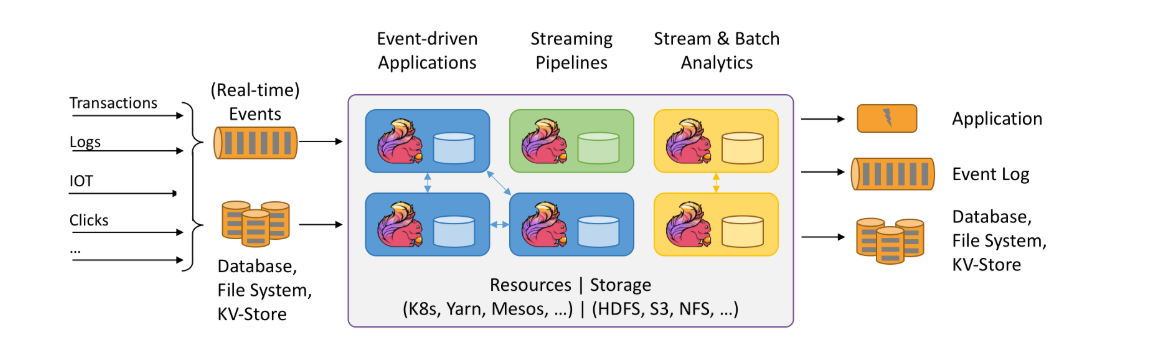 Event-driven
Applications
Streaming
Pipelines
Stream & Batch
Analytics
Transactions
Logs
IOT
Clicks
...
(Real-time)
Events
Database,
File System,
KV-Store
Resources | Storage
(K8s, Yarn, Mesos, ...) | (HDFS, S3, NFS, ...)
Application
Event Log
Database,
File System,
KV-Store